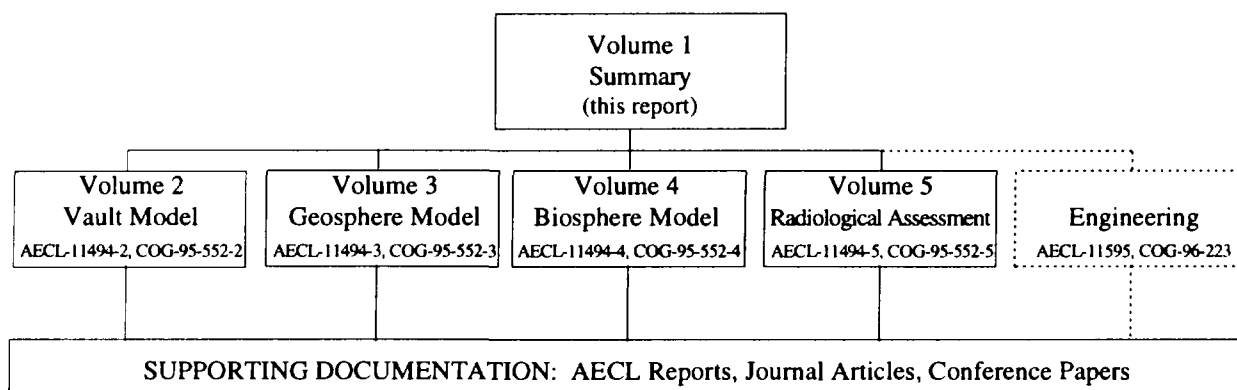 Volume 1
Summary
(this report)
Volume 2
Vault Model
AECL-11494-2, COG-95-552-2
Volume 3
Geosphere Model
AECL-11494-3, COG-95-552-3
Volume 4
Biosphere Model
AECL-11494-4, COG-95-552-4
Volume 5
Radiological Assessment
AECL-11494-5, COG-95-552-5
Engineering
AECL-11595, COG-96-223
SUPPORTING DOCUMENTATION: AECL Reports, Journal Articles, Conference Papers